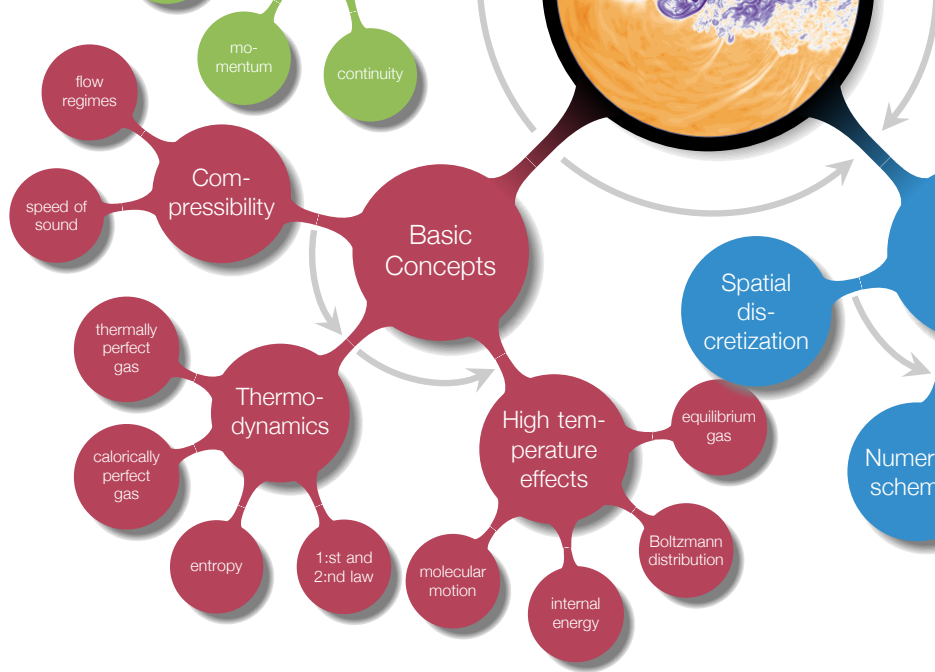 mo-
mentum
continuity
flow
regimes
Com-
pressibility
speed of
sound
Basic
Concepts
Spatial
dis-
cretization
thermally
perfect
gas
Thermo-
dynamics
calorically
perfect
gas
entropy
1:st and
2:nd law
High tem-
perature
effects
equilibrium
gas
Boltzmann
distribution
molecular
motion
internal
energy
Numer
schem